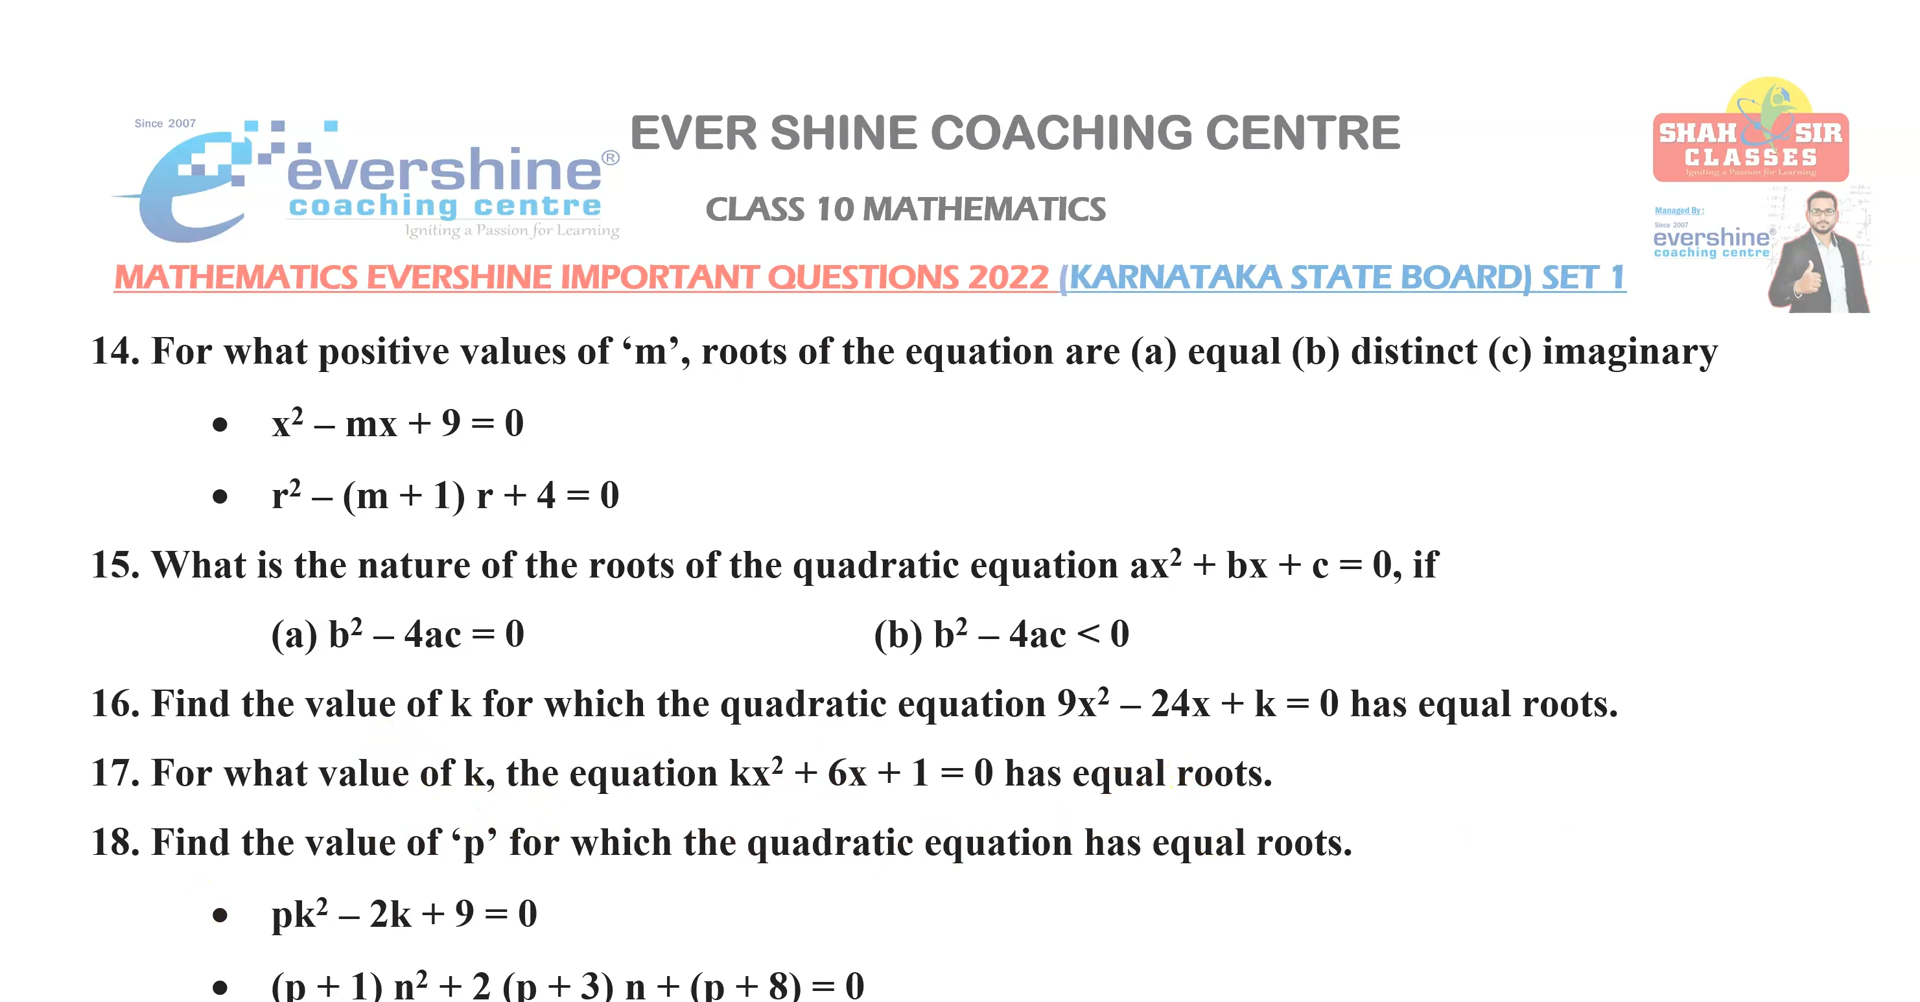 Since 2007
evershine®
coaching centre
Igniting a Passion for Learning
EVER SHINE COACHING CENTRE
CLASS 10 MATHEMATICS
SHAH SIR
CLASSES
Igniting a Passion for Learning
Managed By :
Since 2007
evershine®
coaching centre
MATHEMATICS EVERSHINE IMPORTANT QUESTIONS 2022 (KARNATAKA STATE BOARD) SET 1
14. For what positive values of ‘m’, roots of the equation are (a) equal (b) distinct (c) imaginary
• x² – mx + 9 = 0
• r² – (m + 1) r + 4 = 0
15. What is the nature of the roots of the quadratic equation ax² + bx + c = 0, if
(a) b² – 4ac = 0 (b) b² – 4ac < 0
16. Find the value of k for which the quadratic equation 9x² – 24x + k = 0 has equal roots.
17. For what value of k, the equation kx² + 6x + 1 = 0 has equal roots.
18. Find the value of ‘p’ for which the quadratic equation has equal roots.
• pk² – 2k + 9 = 0
• (p + 1) n² + 2 (p + 3) n + (p + 8) = 0